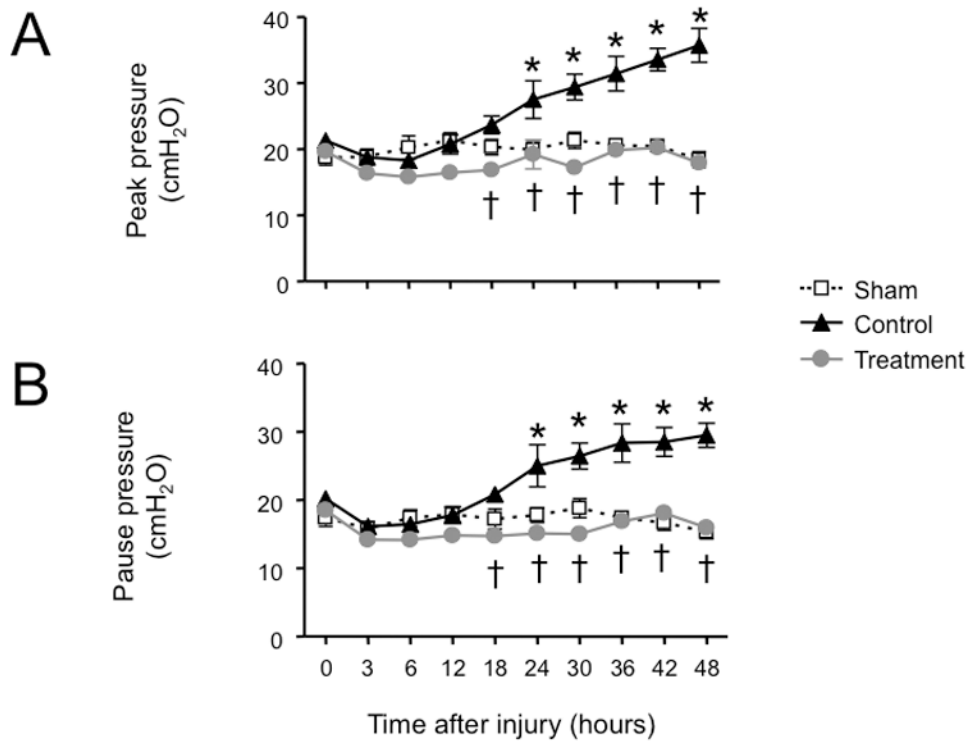 A
Peak pressure
(cmH₂O)
40
30
20
10
0
* * * * *
† † † † † †
Sham
Control
Treatment
B
Pause pressure
(cmH₂O)
40
30
20
10
0
* * * * *
† † † † † †
0 3 6 12 18 24 30 36 42 48
Time after injury (hours)